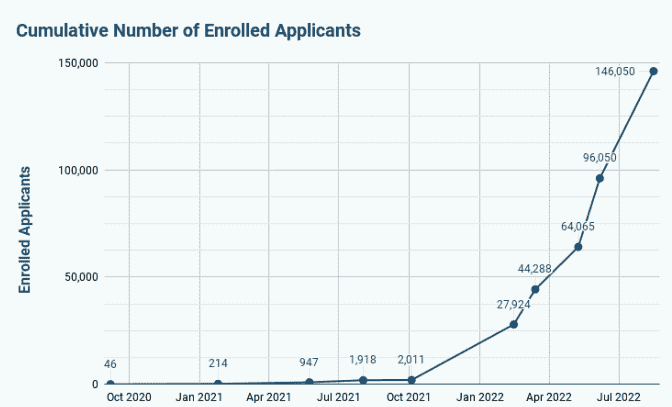 Cumulative Number of Enrolled Applicants
150,000
146,050
100,000
96,050
Enrolled Applicants
64,065
50,000
44,288
27,924
46
214
947
1,918
2,011
0
Oct 2020
Jan 2021
Apr 2021
Jul 2021
Oct 2021
Jan 2022
Apr 2022
Jul 2022